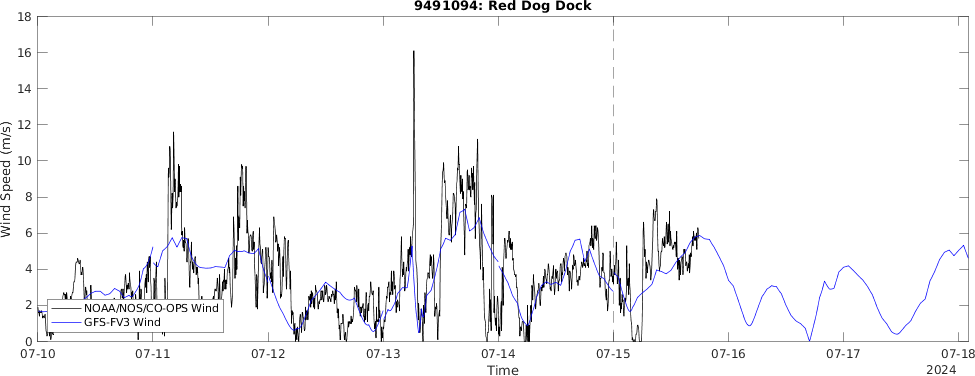 9491094: Red Dog Dock
Wind Speed (m/s)
18
16
14
12
10
8
6
4
2
0
NOAA/NOS/CO-OPS Wind
GFS-FV3 Wind
07-10 07-11 07-12 07-13 07-14 07-15 07-16 07-17 07-18
Time
2024